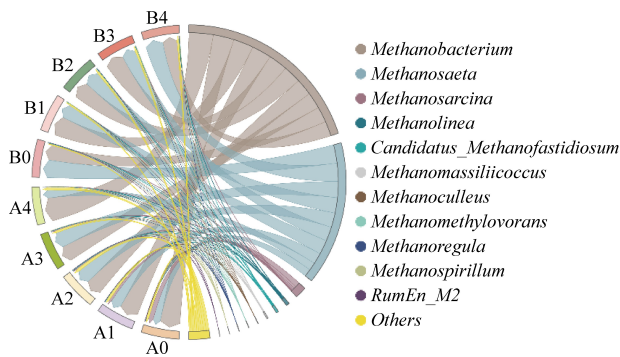 B4
B3
B2
B1
B0
A4
A3
A2
A1
A0
Methanobacterium
Methanosaeta
Methanosarcina
Methanolinea
Candidatus_Methanofastidiosum
Methanomassiliicoccus
Methanoculleus
Methanomethylovorans
Methanoregula
Methanospirillum
RumEn_M2
Others